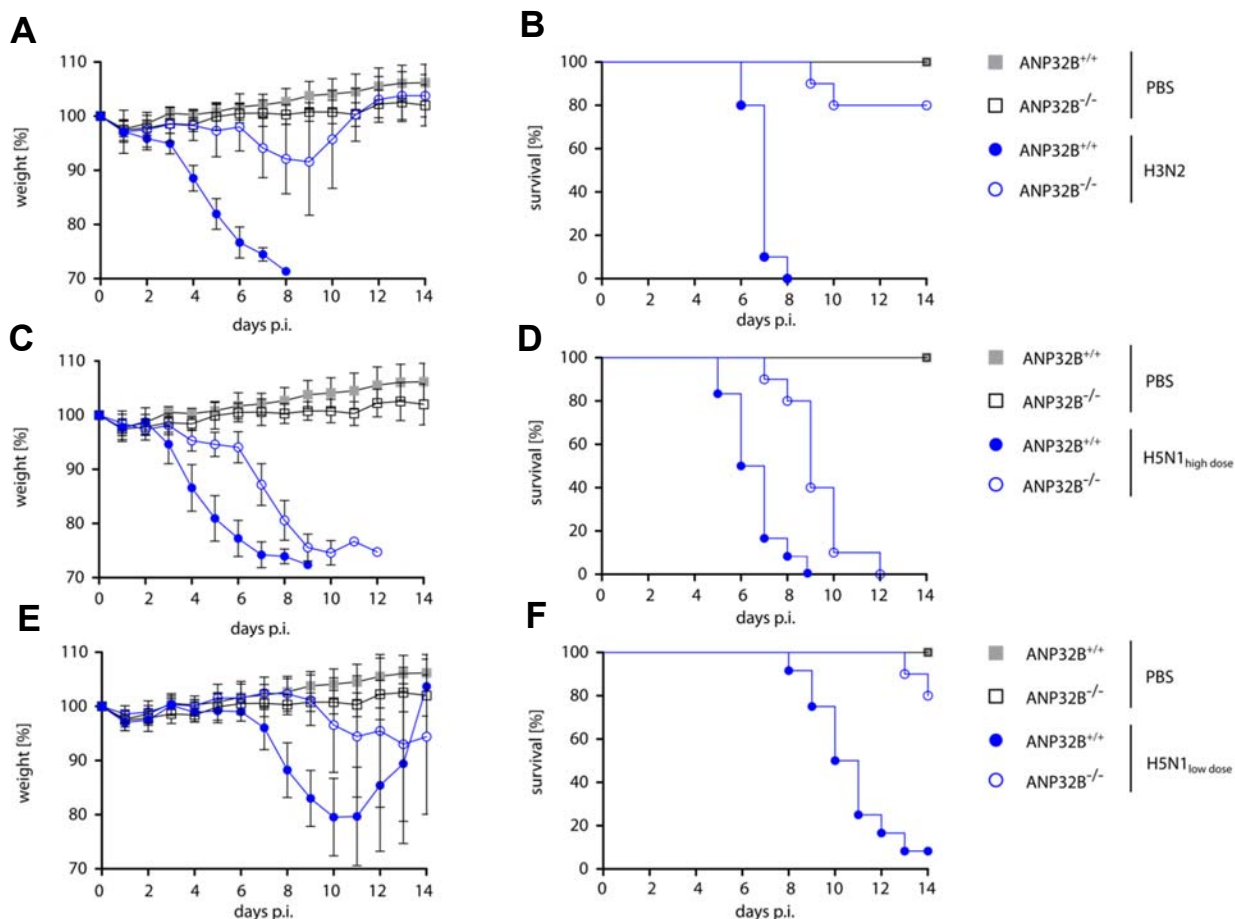 A
weight [%]
110
100
90
80
70
0 2 4 6 8 10 12 14
days p.i.
B
survival [%]
100
80
60
40
20
0
0 2 4 6 8 10 12 14
days p.i.
ANP32B+/+
ANP32B-/-
PBS
ANP32B+/+
ANP32B-/-
H3N2
C
weight [%]
110
100
90
80
70
0 2 4 6 8 10 12 14
days p.i.
D
survival [%]
100
80
60
40
20
0
0 2 4 6 8 10 12 14
days p.i.
ANP32B+/+
ANP32B-/-
PBS
ANP32B+/+
ANP32B-/-
H5N1high dose
E
weight [%]
110
100
90
80
70
0 2 4 6 8 10 12 14
days p.i.
F
survival [%]
100
80
60
40
20
0
0 2 4 6 8 10 12 14
days p.i.
ANP32B+/+
ANP32B-/-
PBS
ANP32B+/+
ANP32B-/-
H5N1low dose